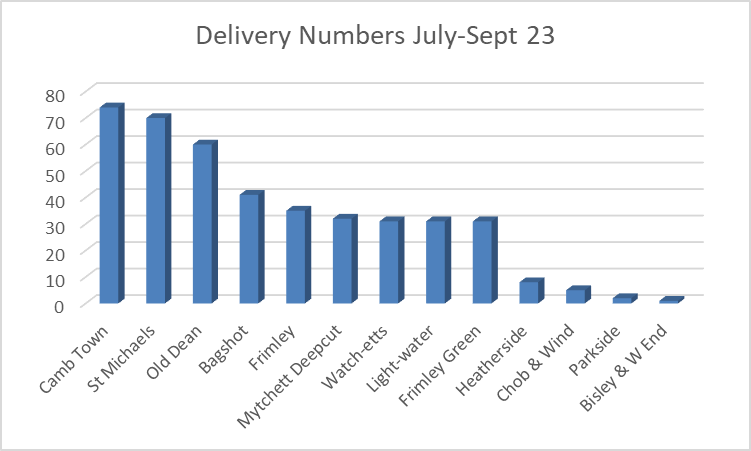 Delivery Numbers July-Sept 23
80
70
60
50
40
30
20
10
0
Camb Town
St Michaels
Old Dean
Bagshot
Frimley
Mytchett Deepcut
Watch-etts
Light-water
Frimley Green
Heatherside
Chob & Wind
Parkside
Bisley & W End